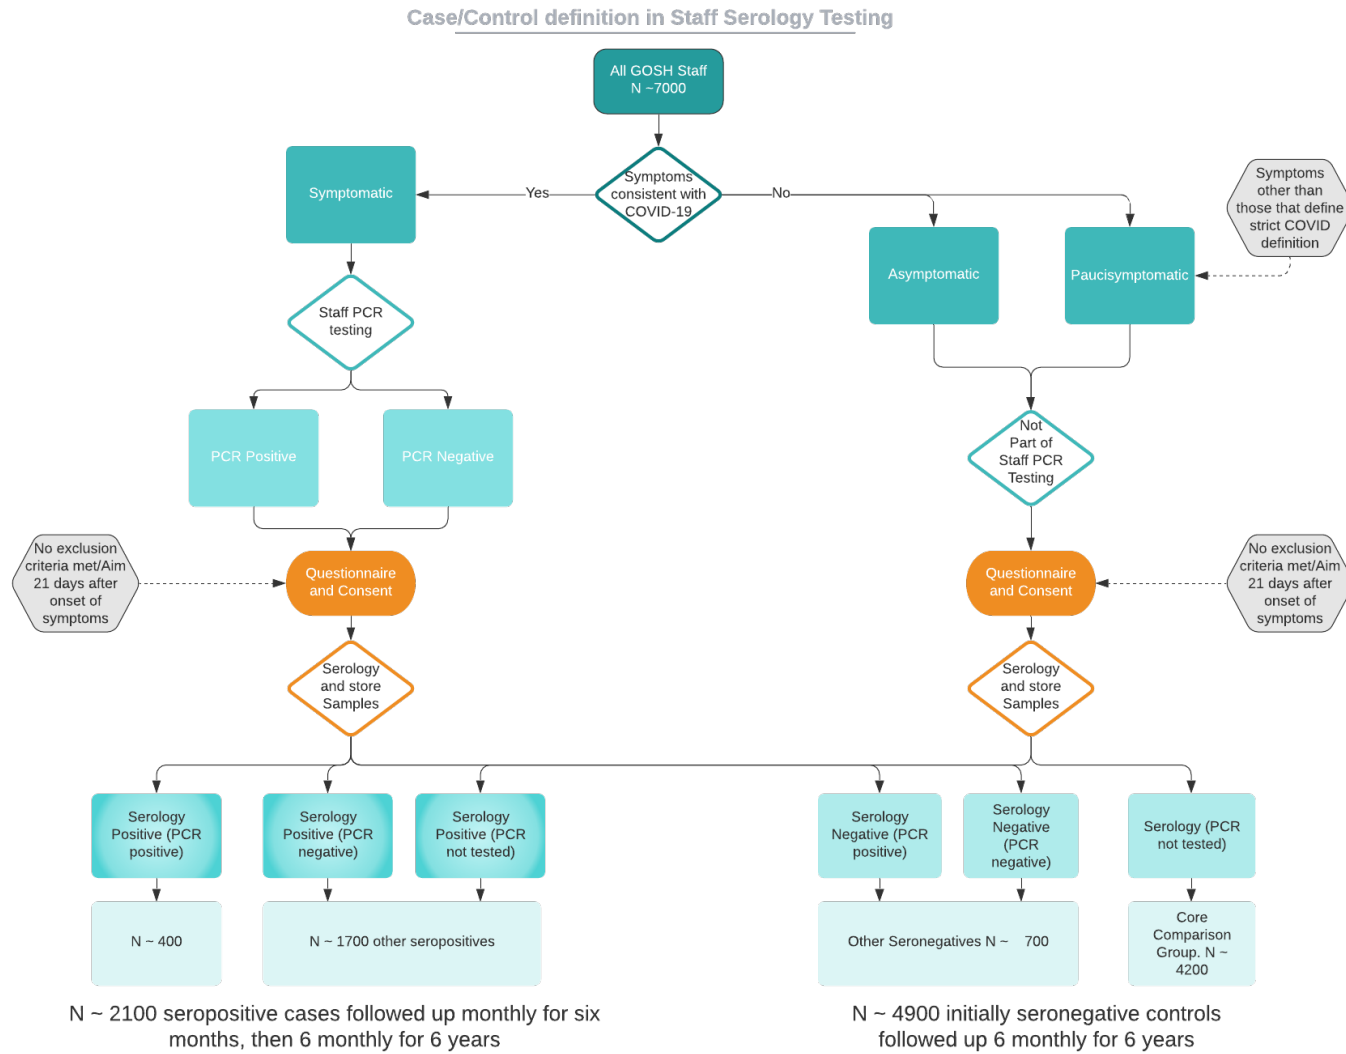 Case/Control definition in Staff Serology Testing
All GOSH Staff
N ~7000
Symptoms
consistent with
COVID-19
Yes
No
Symptomatic
Symptoms
other than
those that define
strict COVID
definition
Asymptomatic
Paucisymptomatic
Staff PCR
testing
PCR Positive
PCR Negative
Not
Part of
Staff PCR
Testing
No exclusion
criteria met/Aim
21 days after
onset of
symptoms
Questionnaire
and Consent
Questionnaire
and Consent
No exclusion
criteria met/Aim
21 days after
onset of
symptoms
Serology
and store
Samples
Serology
and store
Samples
Serology
Positive (PCR
positive)
Serology
Positive (PCR
negative)
Serology
Positive (PCR
not tested)
Serology
Negative (PCR
positive)
Serology
Negative
(PCR
negative)
Serology (PCR
not tested)
N ~ 400
N ~ 1700 other seropositives
Other Seronegatives N ~ 700
Core
Comparison
Group. N ~
4200
N ~ 2100 seropositive cases followed up monthly for six
months, then 6 monthly for 6 years
N ~ 4900 initially seronegative controls
followed up 6 monthly for 6 years